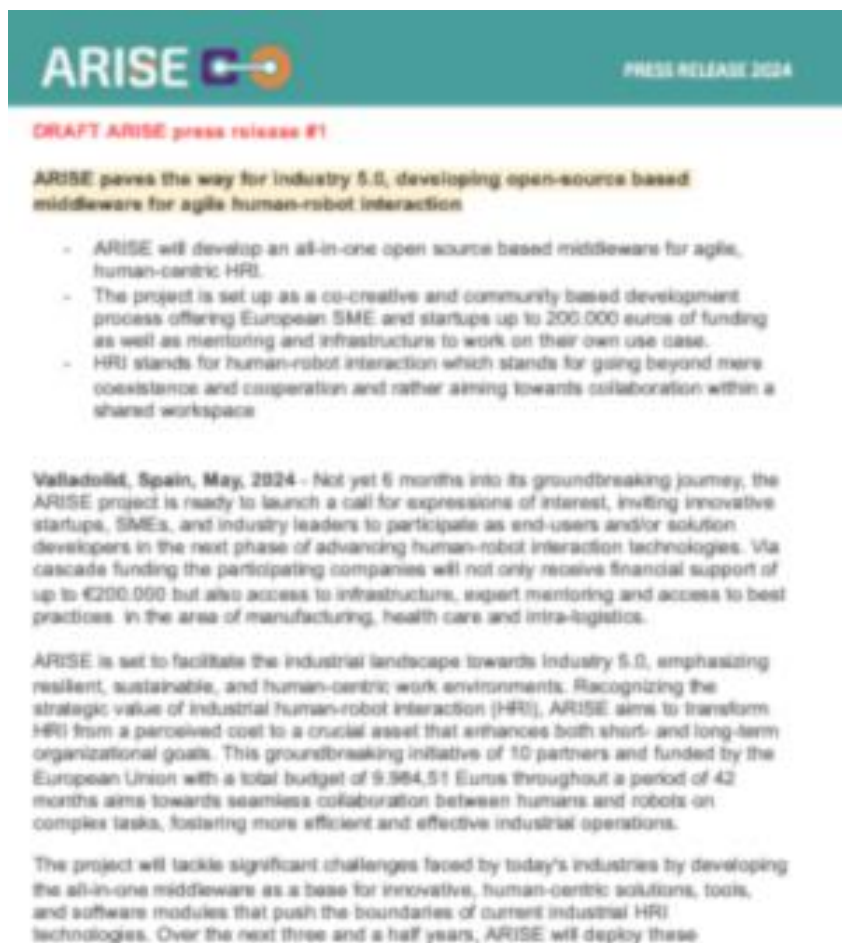 ARISE
PRESS RELEASE 2024
DRAFT ARISE press release #1
ARISE paves the way for industry 5.0, developing open-source based
middleware for agile human-robot interaction
- ARISE will develop an all-in-one open source based middleware for agile,
human-centric HRI.
- The project is set up as a co-creative and community based development
process offering European SME and startups up to 200.000 euros of funding
as well as mentoring and infrastructure to work on their own use case.
- HRI stands for human-robot interaction which stands for going beyond mere
coexistence and cooperation and rather aiming towards collaboration within a
shared workspace
Valladolid, Spain, May, 2024 - Not yet 6 months into its groundbreaking journey, the
ARISE project is ready to launch a call for expressions of interest, inviting innovative
startups, SMEs, and industry leaders to participate as end-users and/or solution
developers in the next phase of advancing human-robot interaction technologies. Via
cascade funding the participating companies will not only receive financial support of
up to €200.000 but also access to infrastructure, expert mentoring and access to best
practices in the area of manufacturing, health care and intra-logistics.
ARISE is set to facilitate the industrial landscape towards Industry 5.0, emphasizing
resilient, sustainable, and human-centric work environments. Recognizing the
strategic value of industrial human-robot interaction (HRI), ARISE aims to transform
HRI from a perceived cost to a crucial asset that enhances both short- and long-term
organizational goals. This groundbreaking initiative of 10 partners and funded by the
European Union with a total budget of 9.984,51 Euros throughout a period of 42
months aims towards seamless collaboration between humans and robots on
complex tasks, fostering more efficient and effective industrial operations.
The project will tackle significant challenges faced by today's industries by developing
the all-in-one middleware as a base for innovative, human-centric solutions, tools,
and software modules that push the boundaries of current industrial HRI
technologies. Over the next three and a half years, ARISE will deploy these